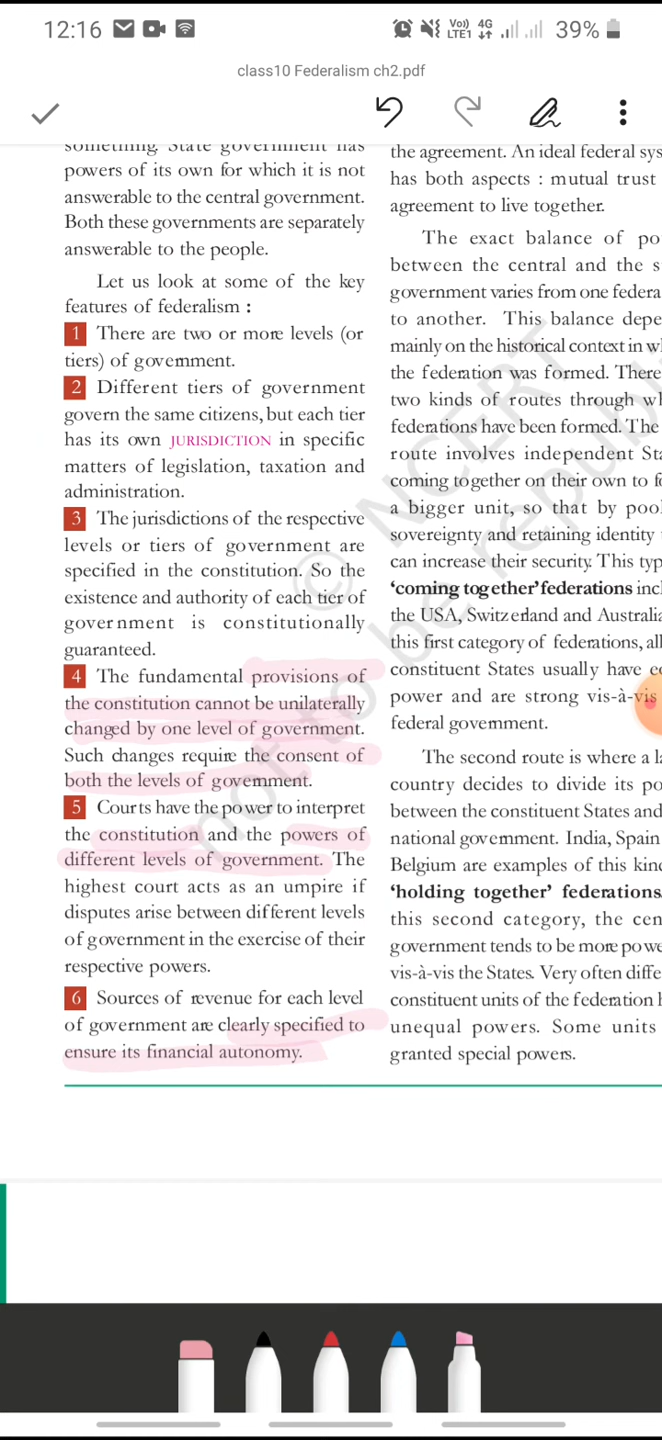 12:16
Vo)) LTE1 4G 39%
class10 Federalism ch2.pdf
something. State government has
powers of its own for which it is not
answerable to the central government.
Both these governments are separately
answerable to the people.
Let us look at some of the key
features of federalism :
1 There are two or more levels (or
tiers) of government.
2 Different tiers of government
govern the same citizens, but each tier
has its own JURISDICTION in specific
matters of legislation, taxation and
administration.
3 The jurisdictions of the respective
levels or tiers of government are
specified in the constitution. So the
existence and authority of each tier of
government is constitutionally
guaranteed.
4 The fundamental provisions of
the constitution cannot be unilaterally
changed by one level of government.
Such changes require the consent of
both the levels of government.
5 Courts have the power to interpret
the constitution and the powers of
different levels of government. The
highest court acts as an umpire if
disputes arise between different levels
of government in the exercise of their
respective powers.
6 Sources of revenue for each level
of government are clearly specified to
ensure its financial autonomy.
the agreement. An ideal federal sys
has both aspects : mutual trust
agreement to live together.
The exact balance of po
between the central and the s
government varies from one federa
to another. This balance depe
mainly on the historical context in wh
the federation was formed. There
two kinds of routes through wh
federations have been formed. The
route involves independent Sta
coming together on their own to fo
a bigger unit, so that by pool
sovereignty and retaining identity
can increase their security. This typ
‘coming together’ federations incl
the USA, Switzerland and Australia
this first category of federations, all
constituent States usually have
power and are strong vis-à-vis
federal government.
The second route is where a la
country decides to divide its po
between the constituent States and
national government. India, Spain
Belgium are examples of this kind
‘holding together’ federations.
this second category, the cen
government tends to be more powe
vis-à-vis the States. Very often diffe
constituent units of the federation h
unequal powers. Some units
granted special powers.
© NCERT
not to be republi